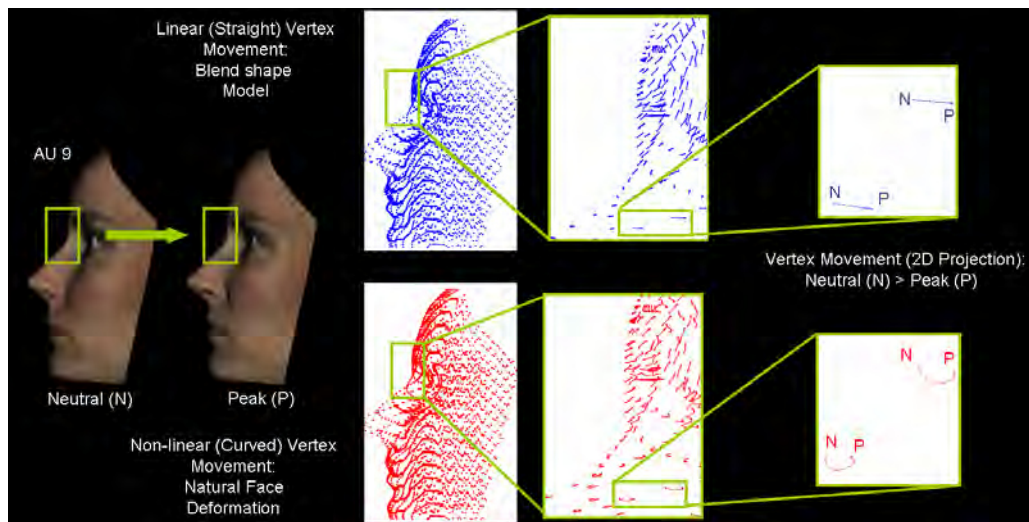 Linear (Straight) Vertex
Movement:
Blend shape
Model
AU 9
N
P
N
P
Vertex Movement (2D Projection):
Neutral (N) > Peak (P)
Neutral (N)
Peak (P)
N
P
N
P
Non-linear (Curved) Vertex
Movement:
Natural Face
Deformation